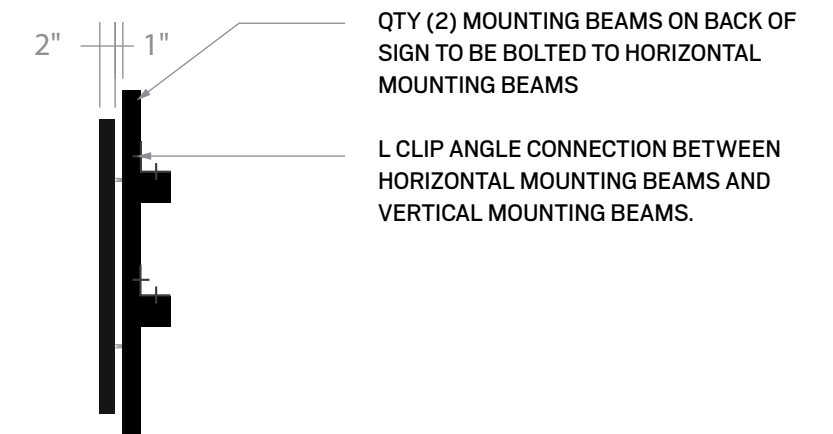 2" 1"
QTY (2) MOUNTING BEAMS ON BACK OF
SIGN TO BE BOLTED TO HORIZONTAL
MOUNTING BEAMS
L CLIP ANGLE CONNECTION BETWEEN
HORIZONTAL MOUNTING BEAMS AND
VERTICAL MOUNTING BEAMS.